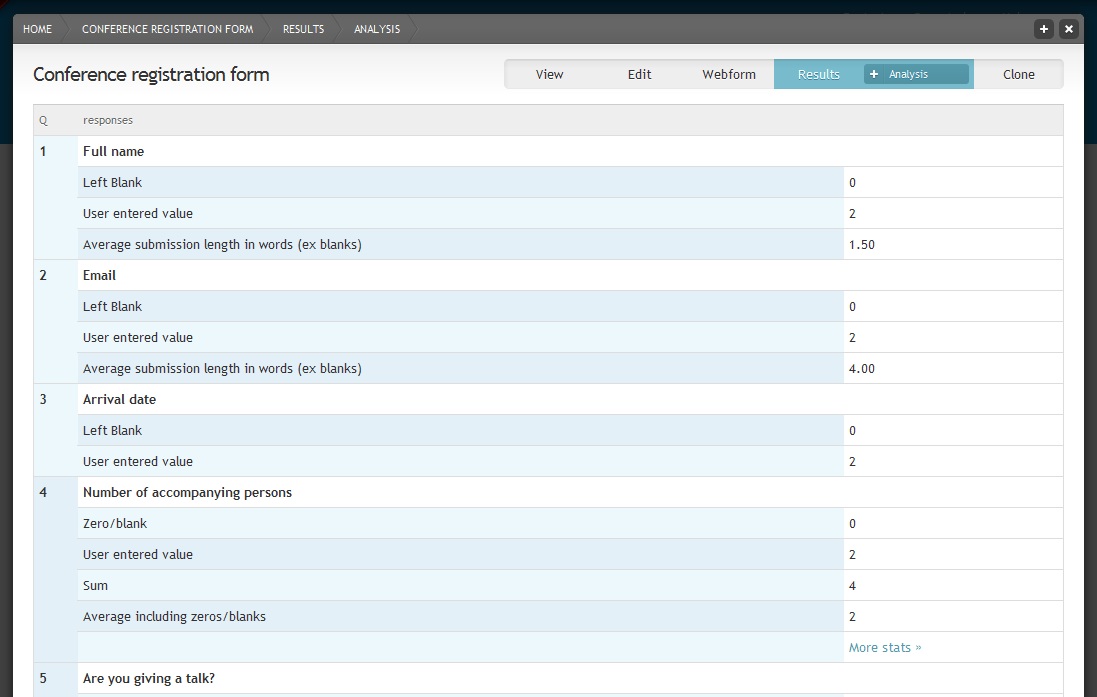 HOME CONFERENCE REGISTRATION FORM RESULTS ANALYSIS
Conference registration form
View Edit Webform Results + Analysis Clone
Q responses
1 Full name
Left Blank 0
User entered value 2
Average submission length in words (ex blanks) 1.50
2 Email
Left Blank 0
User entered value 2
Average submission length in words (ex blanks) 4.00
3 Arrival date
Left Blank 0
User entered value 2
4 Number of accompanying persons
Zero/blank 0
User entered value 2
Sum 4
Average including zeros/blanks 2
More stats »
5 Are you giving a talk?